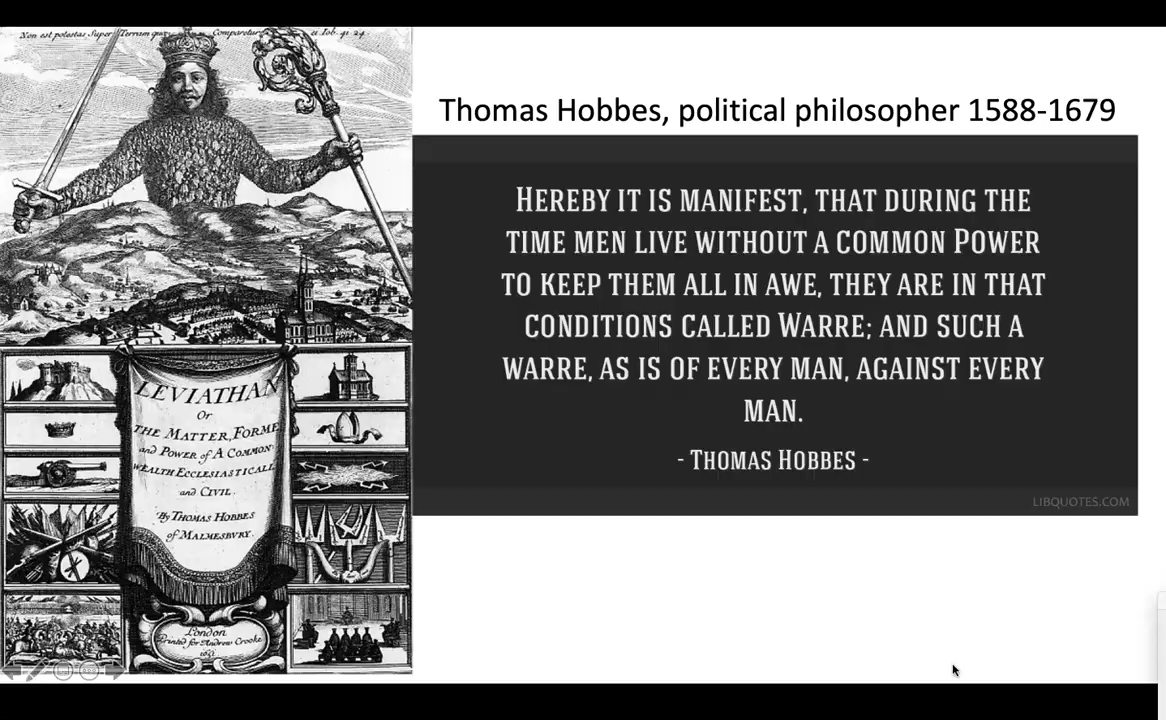 Non est potestas Super Terram quae Comparetur ei Iob. 41. 24.
Thomas Hobbes, political philosopher 1588-1679
HEREBY IT IS MANIFEST, THAT DURING THE
TIME MEN LIVE WITHOUT A COMMON POWER
TO KEEP THEM ALL IN AWE, THEY ARE IN THAT
CONDITIONS CALLED WARRE; AND SUCH A
WARRE, AS IS OF EVERY MAN, AGAINST EVERY
MAN.
- THOMAS HOBBES -
LIBQUOTES.COM
LEVIATHAN
Or
THE MATTER, FORME
and POWER of A COMMON
WEALTH ECCLESIASTICALL
and CIVIL.
By THOMAS HOBBES
of MALMESBURY.
London
Printed for Andrew Crooke
1651